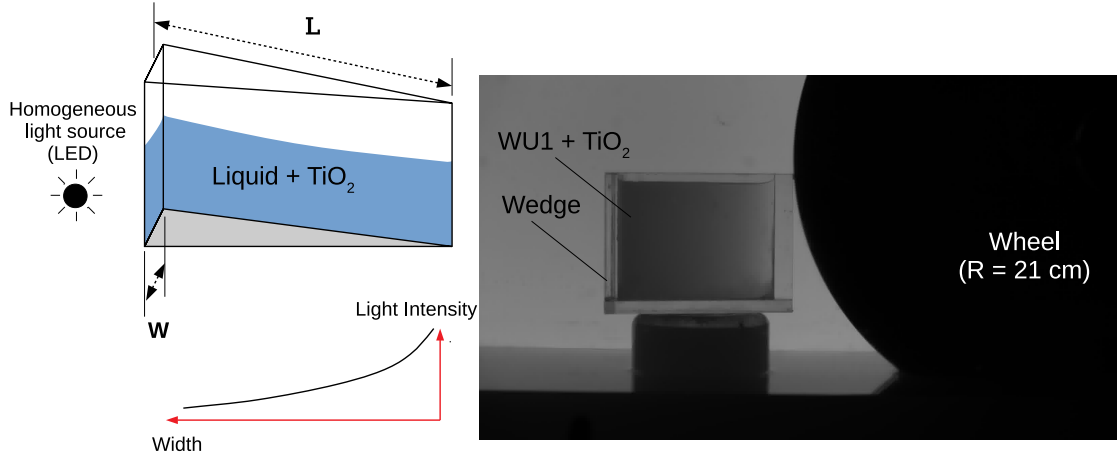 L
Homogeneous
light source
(LED)
Liquid + TiO₂
W
Light Intensity
Width
WU1 + TiO₂
Wedge
Wheel
(R = 21 cm)